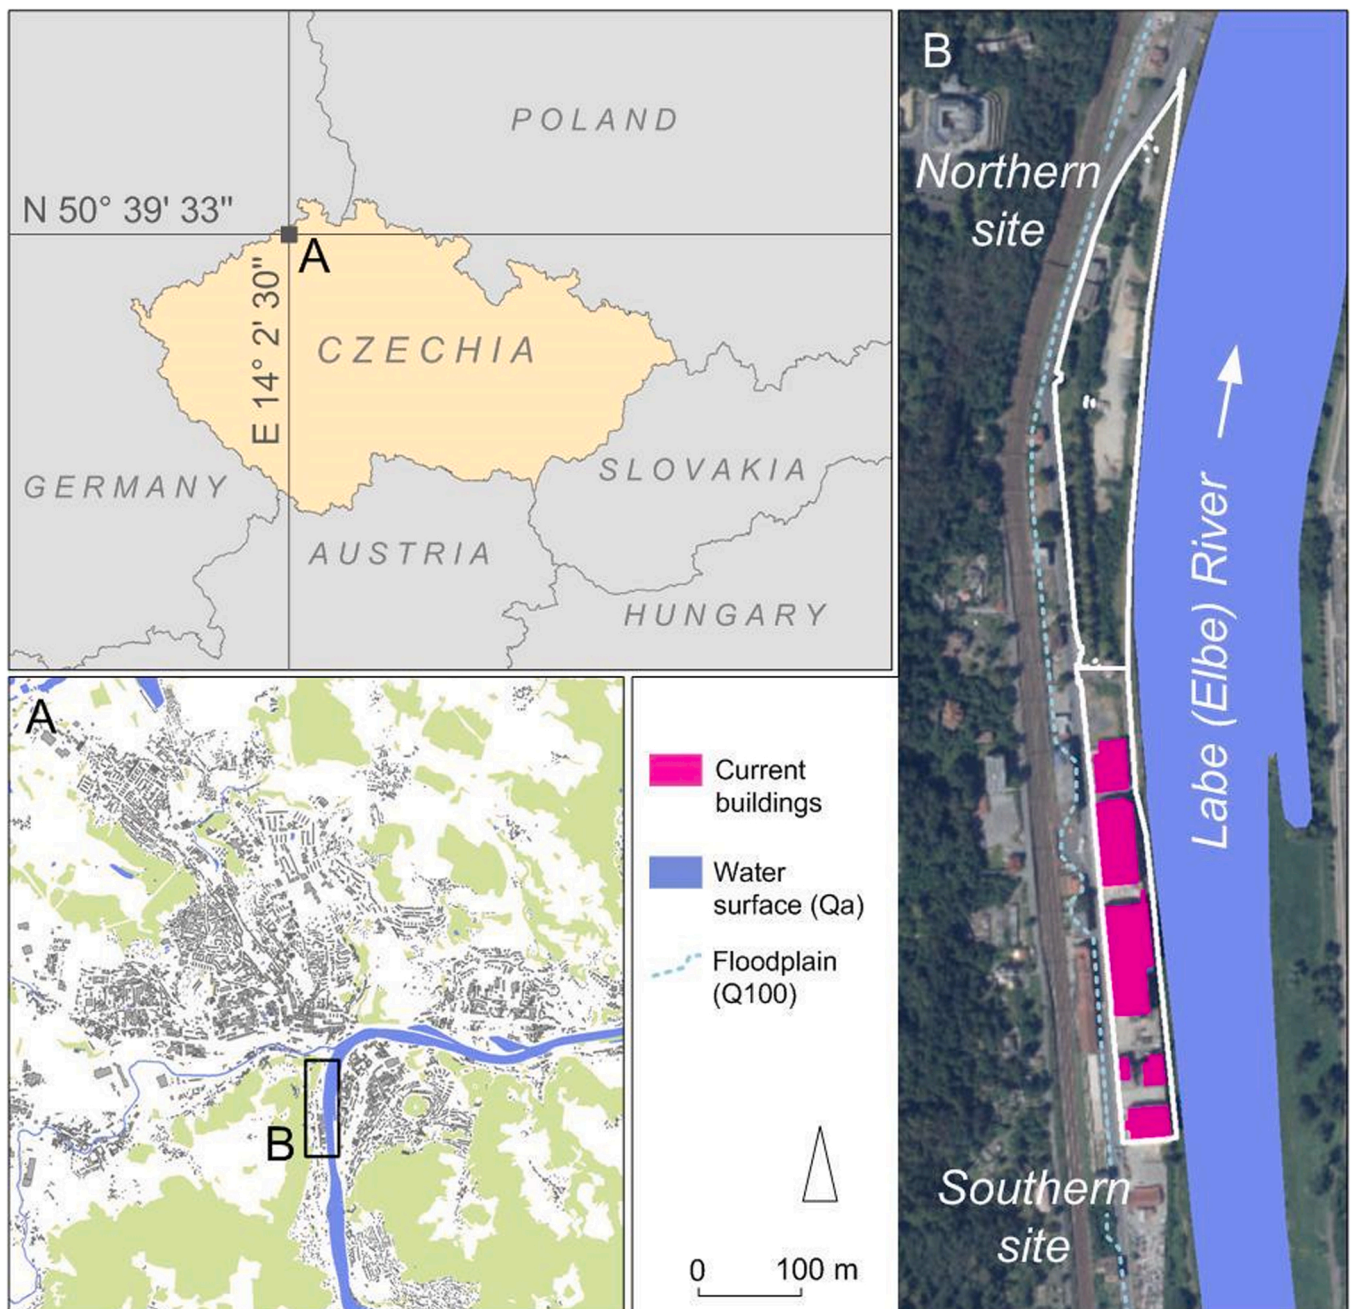 POLAND
N 50° 39' 33"
A
E 14° 2' 30"
CZECHIA
GERMANY
SLOVAKIA
AUSTRIA
HUNGARY
A
B
Current
buildings
Water
surface (Qa)
Floodplain
(Q100)
0 100 m
B
Northern
site
Labe (Elbe) River
Southern
site